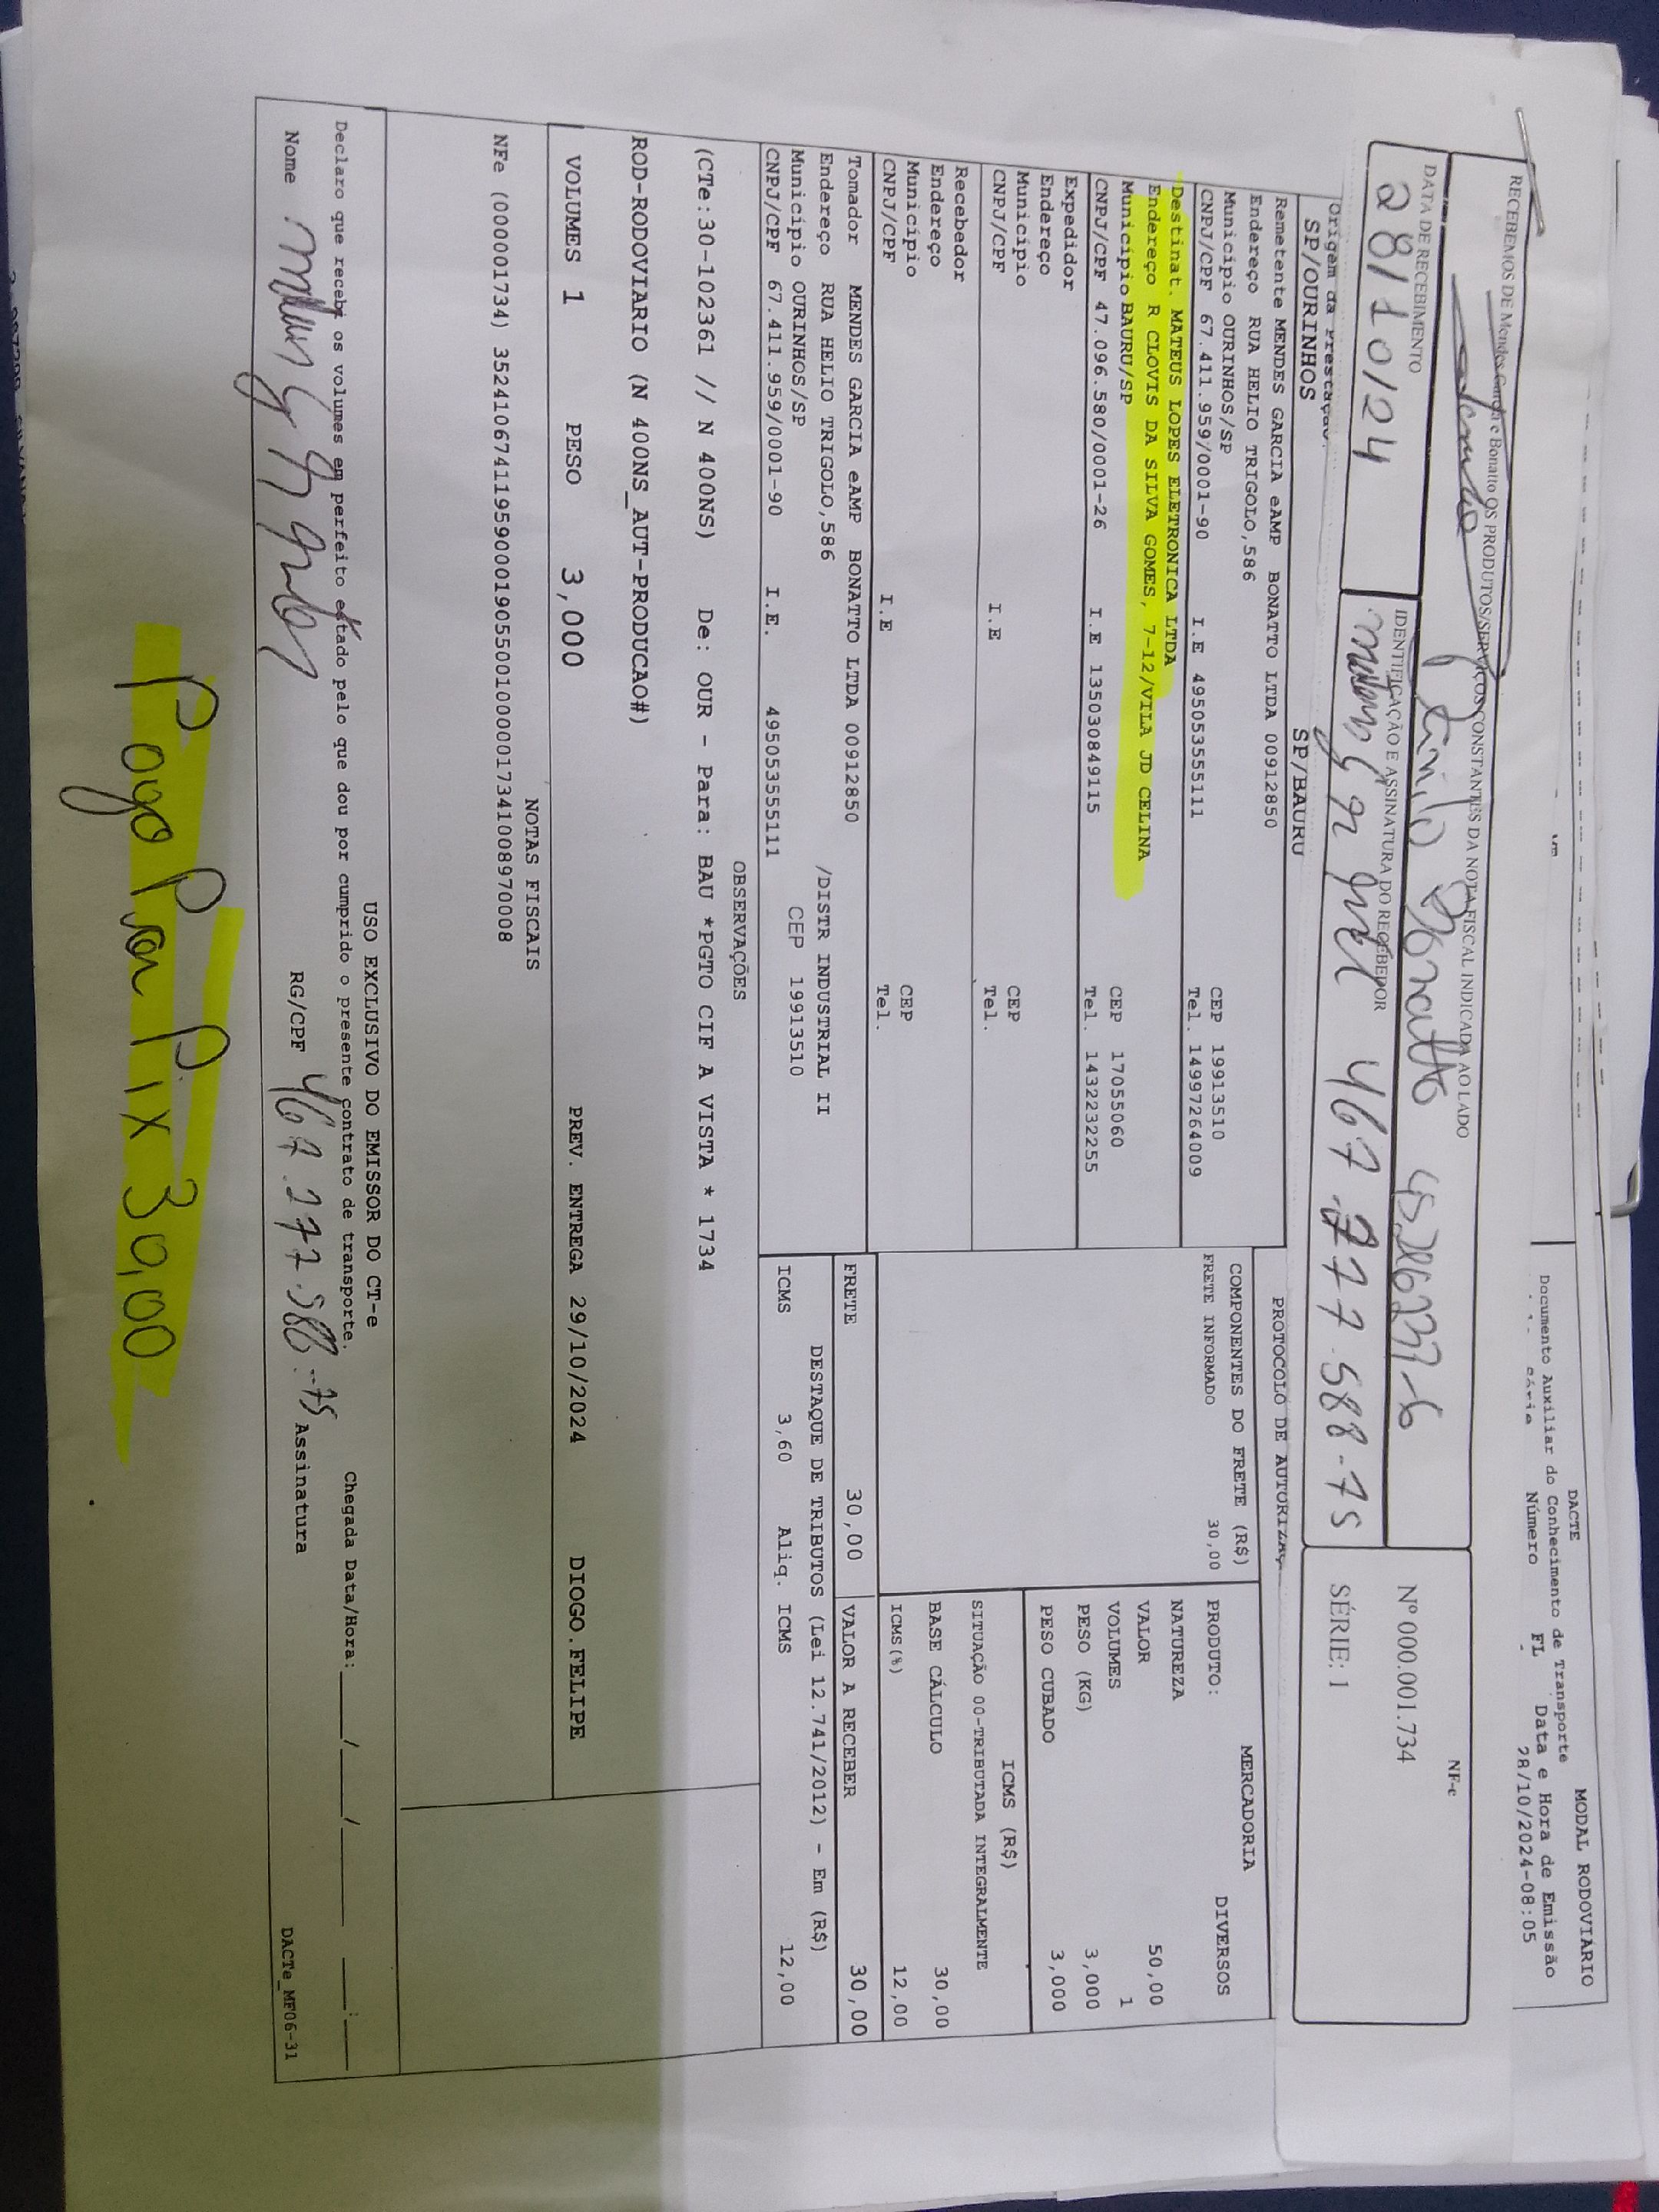 DACTE
MODAL RODOVIÁRIO
Documento Auxiliar do Conhecimento de Transporte
Número FL Data e Hora de Emissão
28/10/2024-08:05
RECEBEMOS DE Mendes Garcia e Bonatto OS PRODUTOS/SERVIÇOS CONSTANTES DA NOTA FISCAL INDICADA AO LADO
NF-e
Bonatto
DATA DE RECEBIMENTO
IDENTIFICAÇÃO E ASSINATURA DO RECEBEDOR
Nº 000.001.734
28/10/24
467.277.588-75
SÉRIE: 1
Origem da Prestação
SP/OURINHOS
SP/BAURU
PROTOCOLO DE AUTORIZAÇ
Remetente MENDES GARCIA eAMP BONATTO LTDA 00912850
Endereço RUA HELIO TRIGOLO,586
Município OURINHOS/SP
CEP 19913510
CNPJ/CPF 67.411.959/0001-90 I.E 495053555111
Tel. 14997264009
Destinat. MATEUS LOPES ELETRONICA LTDA
Endereço R CLOVIS DA SILVA GOMES, 7-12/VILA JD CELINA
Município BAURU/SP
CEP 17055060
CNPJ/CPF 47.096.580/0001-26 I.E 135030849115
Tel. 1432232255
Expedidor
Endereço
Município
CEP
CNPJ/CPF I.E
Tel.
Recebedor
Endereço
Município
CEP
CNPJ/CPF I.E
Tel.
COMPONENTES DO FRETE (R$)
FRETE INFORMADO 30,00
MERCADORIA
PRODUTO: DIVERSOS
NATUREZA
VALOR 50,00
VOLUMES 1
PESO (KG) 3,000
PESO CUBADO 3,000
ICMS (R$)
SITUAÇÃO 00-TRIBUTADA INTEGRALMENTE
BASE CÁLCULO 30,00
ICMS(%) 12,00
Tomador MENDES GARCIA eAMP BONATTO LTDA 00912850
Endereço RUA HELIO TRIGOLO,586 /DISTR INDUSTRIAL II
Município OURINHOS/SP CEP 19913510
CNPJ/CPF 67.411.959/0001-90 I.E. 495053555111
FRETE 30,00 VALOR A RECEBER 30,00
DESTAQUE DE TRIBUTOS (Lei 12.741/2012) - Em (R$)
ICMS 3,60 Aliq. ICMS 12,00
OBSERVAÇÕES
(CTe:30-102361 // N 400NS) De: OUR - Para: BAU *PGTO CIF A VISTA * 1734
ROD-RODOVIARIO (N 400NS_AUT-PRODUCAO#)
VOLUMES 1 PESO 3,000 PREV. ENTREGA 29/10/2024 DIOGO.FELIPE
NOTAS FISCAIS
NFe (000001734) 35241067411959000190550010000017341008970008
USO EXCLUSIVO DO EMISSOR DO CT-e
Declaro que recebi os volumes em perfeito estado pelo que dou por cumprido o presente contrato de transporte.
Chegada Data/Hora:____/____/____ ____:____
Nome
RG/CPF 467.277.588-75 Assinatura
DACTe_MF06-31
Pogo Por Pix 30,00